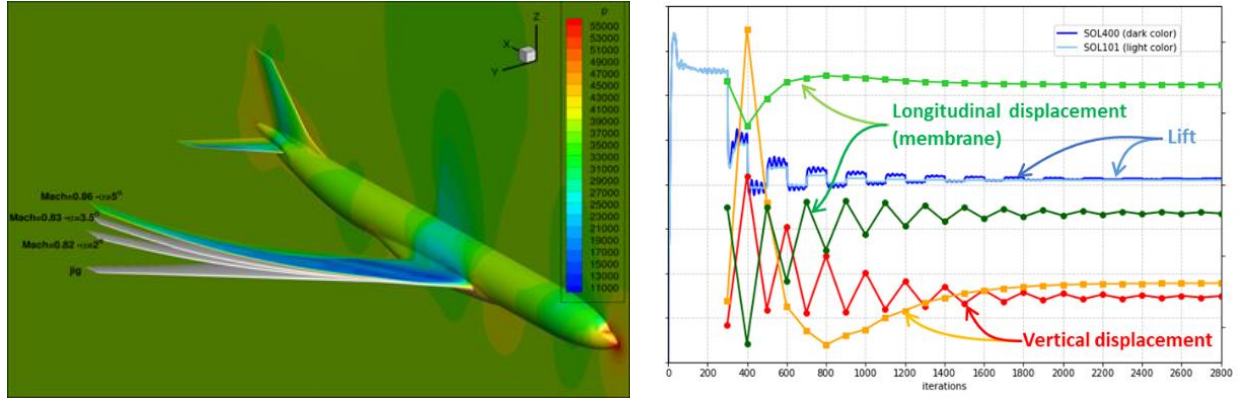 p
55000
53000
51000
49000
47000
45000
43000
41000
39000
37000
35000
33000
31000
29000
27000
25000
23000
21000
19000
17000
15000
13000
11000
Z
X
Y
Mach=0.86 -α=5°
Mach=0.83 -α=3.5°
Mach=0.82 -α=2°
jig
SOL400 (dark color)
SOL101 (light color)
Longitudinal displacement
(membrane)
Lift
Vertical displacement
0 200 400 600 800 1000 1200 1400 1600 1800 2000 2200 2400 2600 2800
iterations